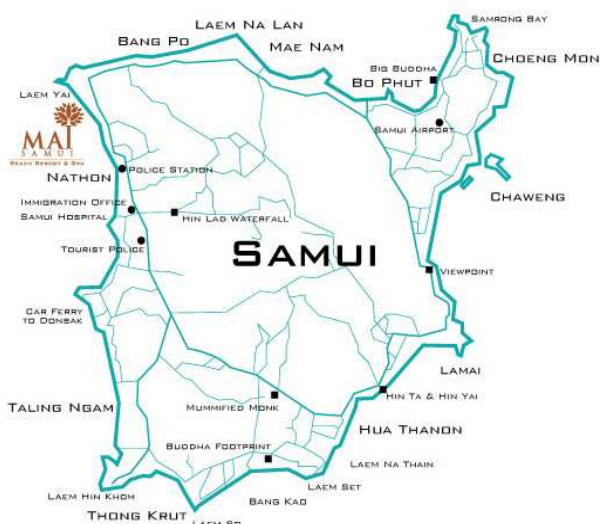 SAMRONG BAY
LAEM NA LAN
BANG PO
MAE NAM
CHOENG MON
BIG BUDDHA
BO PHUT
LAEM YAI
MAI
SAMUI
BEACH RESORT & SPA
SAMUI AIRPORT
POLICE STATION
NATHON
CHAWENG
IMMIGRATION OFFICE
SAMUI HOSPITAL
HIN LAD WATERFALL
TOURIST POLICE
SAMUI
VIEWPOINT
CAR FERRY
TO DONSAK
LAMAI
TALING NGAM
MUMMIFIED MONK
HIN TA & HIN YAI
HUA THANON
BUDDHA FOOTPRINT
LAEM NA THAIN
LAEM SET
LAEM HIN KHOM
BANG KAO
THONG KRUT
LAEM SO